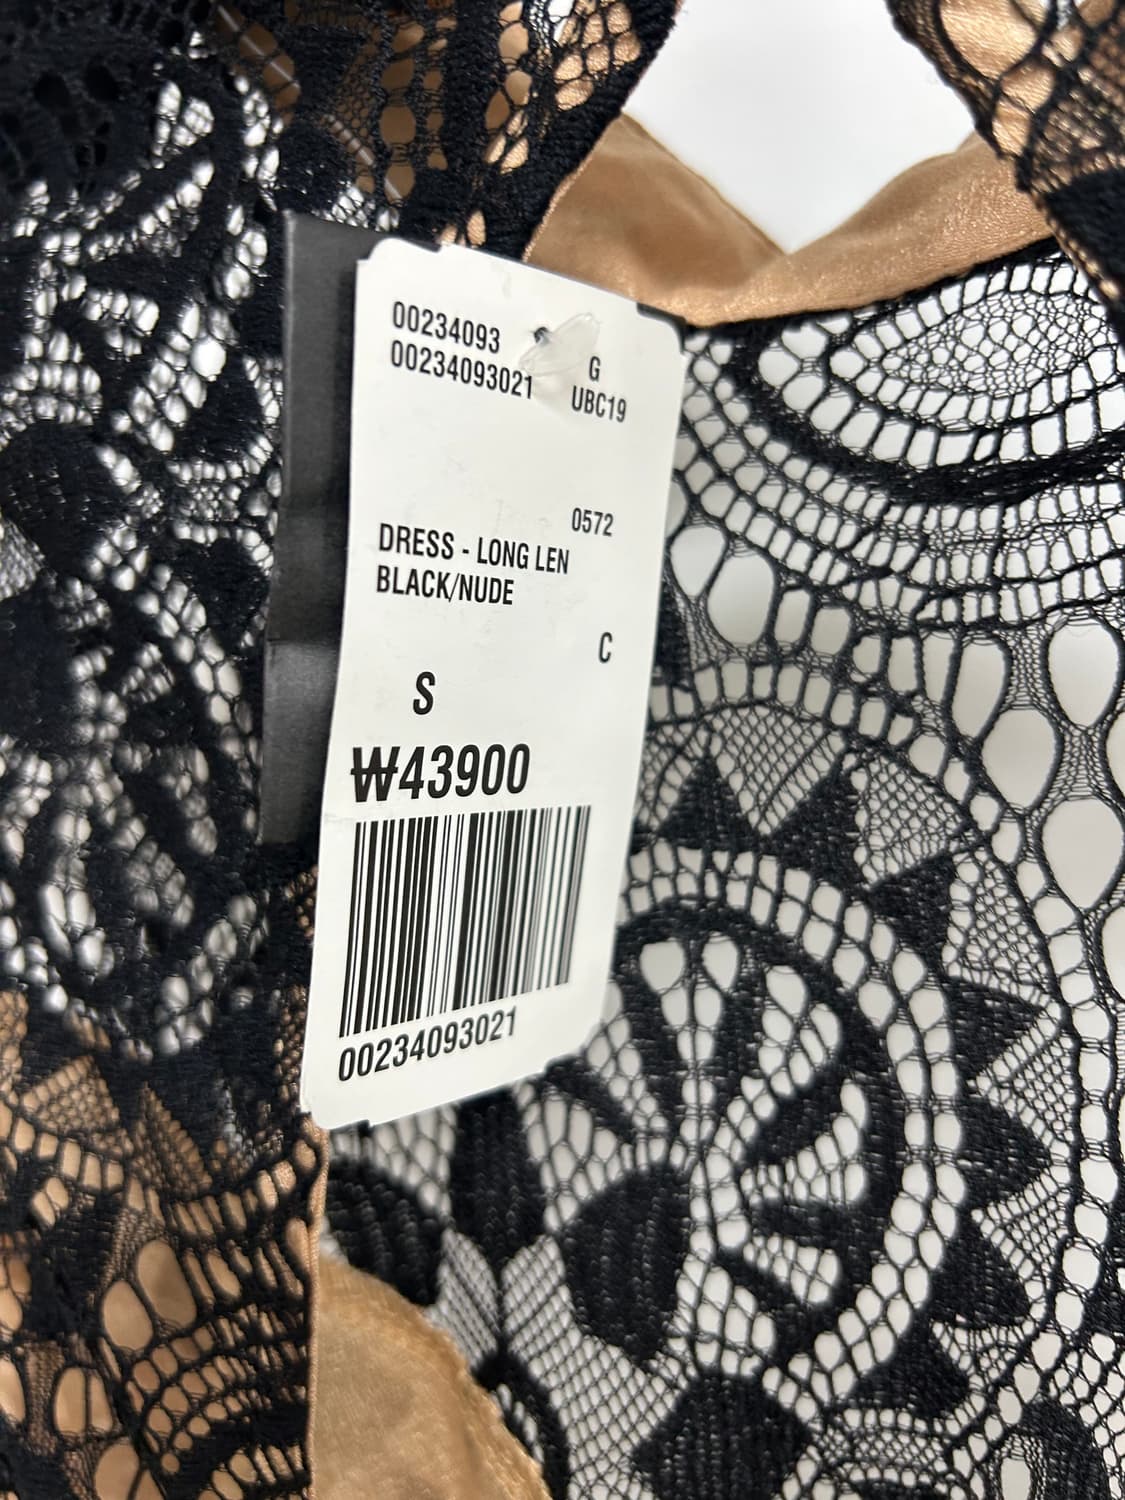 00234093
00234093021
G
UBC19
0572
DRESS - LONG LEN
BLACK/NUDE
C
S
₩43900
00234093021